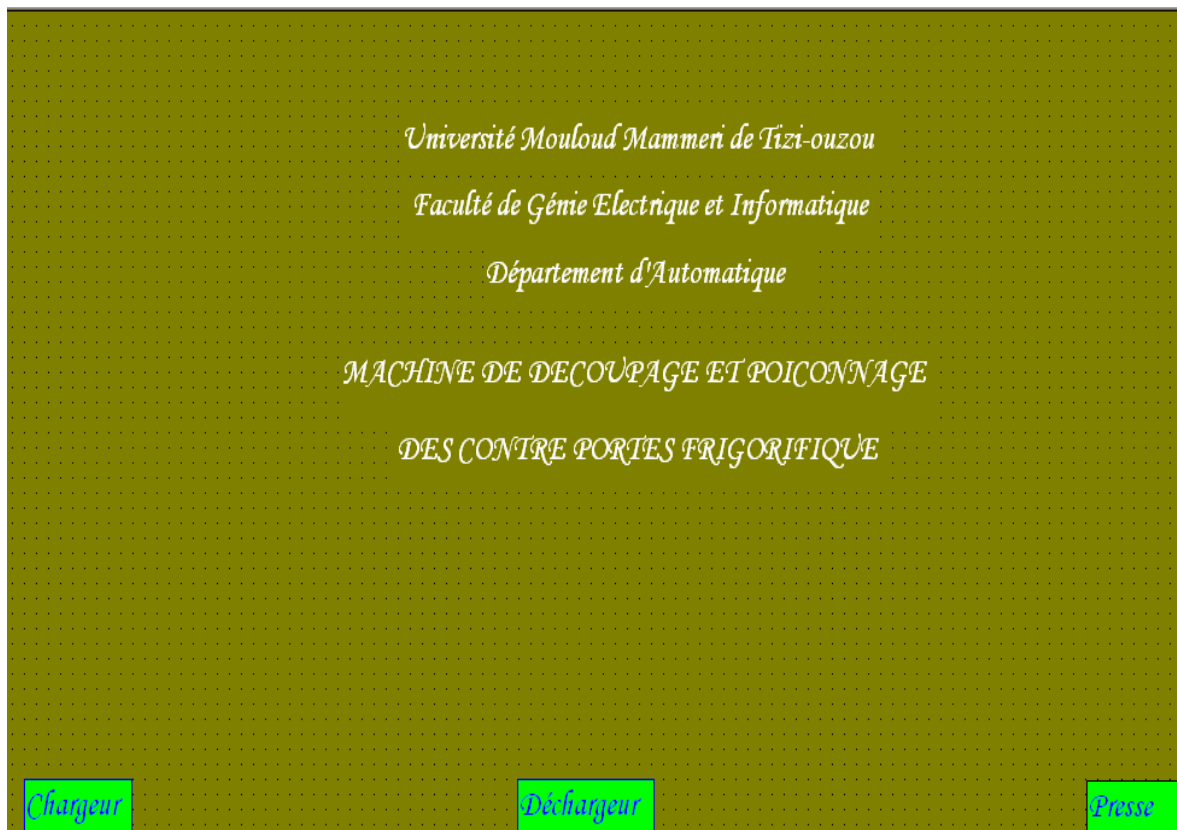 Université Mouloud Mammeri de Tizi-ouzou
Faculté de Génie Electrique et Informatique
Département d'Automatique
MACHINE DE DECOUPAGE ET POICONNAGE
DES CONTRE PORTES FRIGORIFIQUE
Chargeur
Déchargeur
Presse